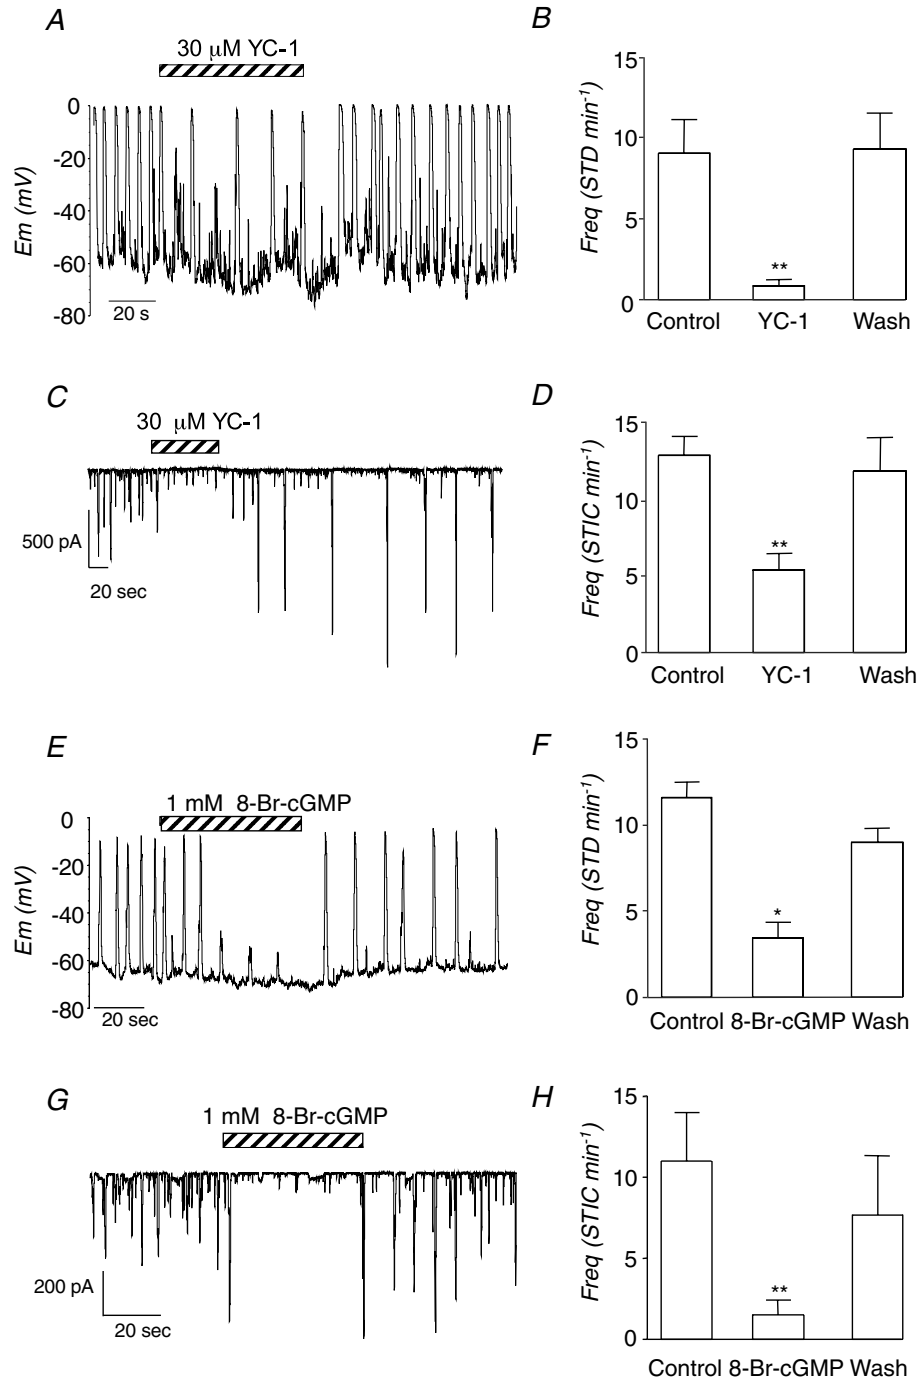 A
30 μM YC-1
0
-20
-40
-60
-80
Em (mV)
20 s
B
15
10
5
0
Freq (STD min-1)
**
Control YC-1 Wash
C
30 μM YC-1
500 pA
20 sec
D
15
10
5
0
Freq (STIC min-1)
**
Control YC-1 Wash
E
1 mM 8-Br-cGMP
0
-20
-40
-60
-80
Em (mV)
20 sec
F
15
10
5
0
Freq (STD min-1)
*
Control 8-Br-cGMP Wash
G
1 mM 8-Br-cGMP
200 pA
20 sec
H
15
10
5
0
Freq (STIC min-1)
**
Control 8-Br-cGMP Wash